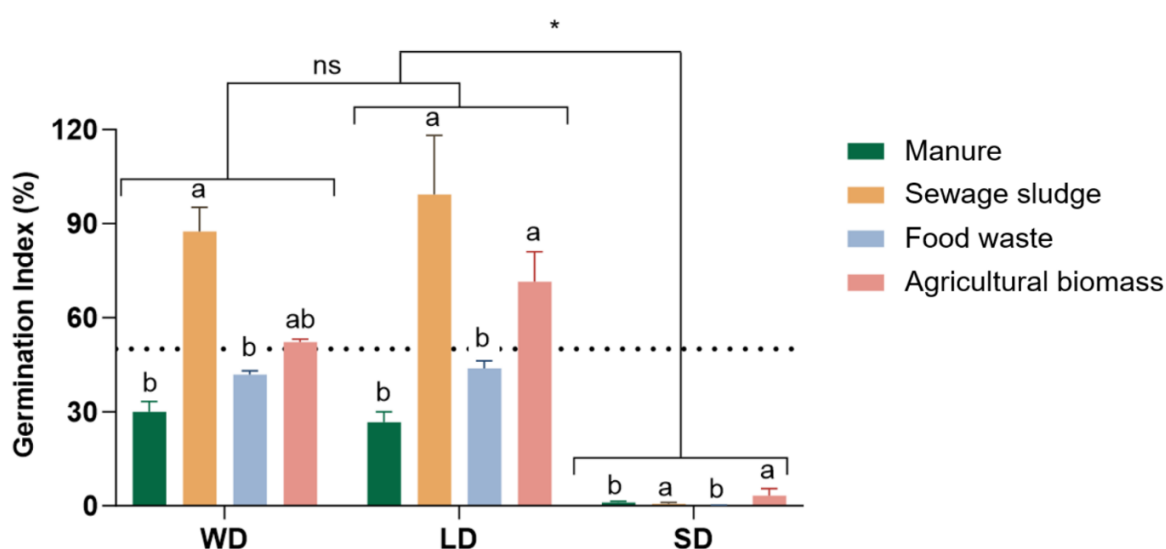 *
ns
a
120
a
a
90
Germination Index (%)
60
ab
b
b
b
b
30
b
a
b
a
0
WD
LD
SD
Manure
Sewage sludge
Food waste
Agricultural biomass